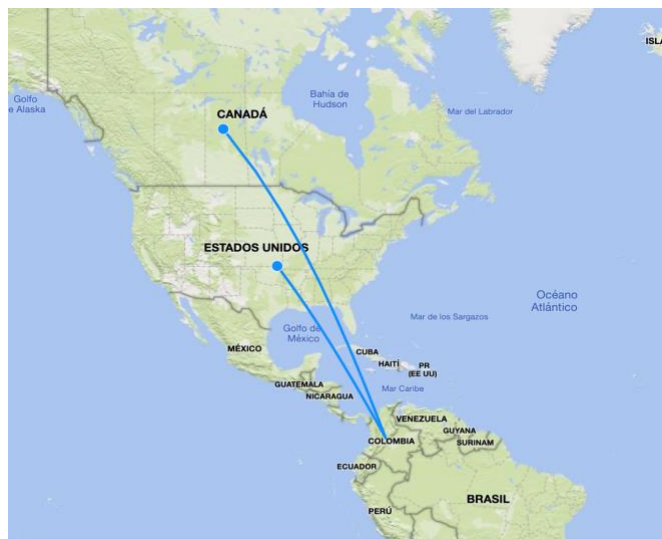 ISLA
Bahía de
Hudson
Golfo
e Alaska
CANADÁ
Mar del Labrador
ESTADOS UNIDOS
Océano
Atlántico
Mar de los Sargazos
Golfo de
México
MÉXICO
CUBA
HAITÍ
PR
(EE UU)
GUATEMALA
Mar Caribe
NICARAGUA
VENEZUELA
GUYANA
COLOMBIA
SURINAM
ECUADOR
BRASIL
PERÚ